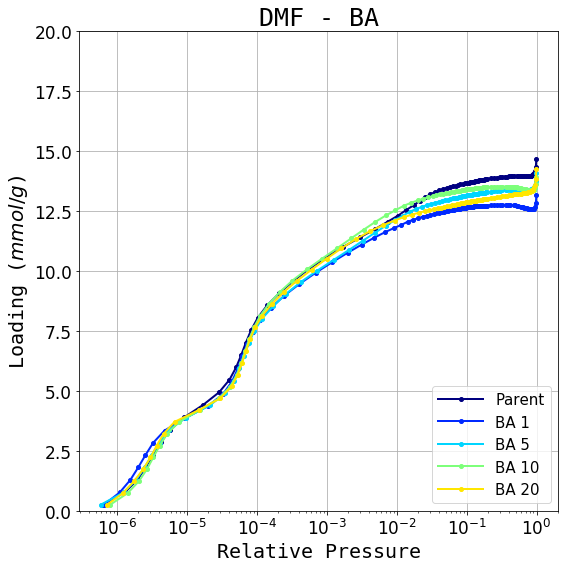 DMF - BA
Loading (mmol/g)
20.0
17.5
15.0
12.5
10.0
7.5
5.0
2.5
0.0
Parent
BA 1
BA 5
BA 10
BA 20
10⁻⁶ 10⁻⁵ 10⁻⁴ 10⁻³ 10⁻² 10⁻¹ 10⁰
Relative Pressure